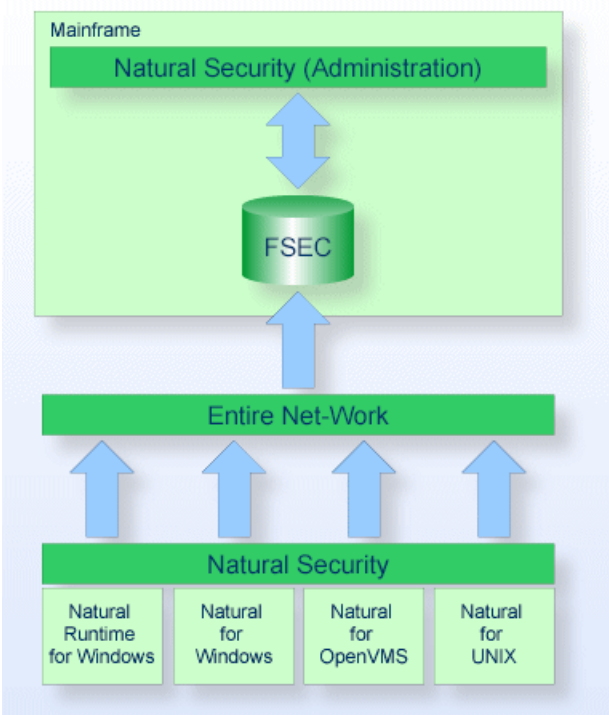 Mainframe
Natural Security (Administration)
FSEC
Entire Net-Work
Natural Security
Natural
Runtime
for Windows
Natural
for
Windows
Natural
for
OpenVMS
Natural
for
UNIX